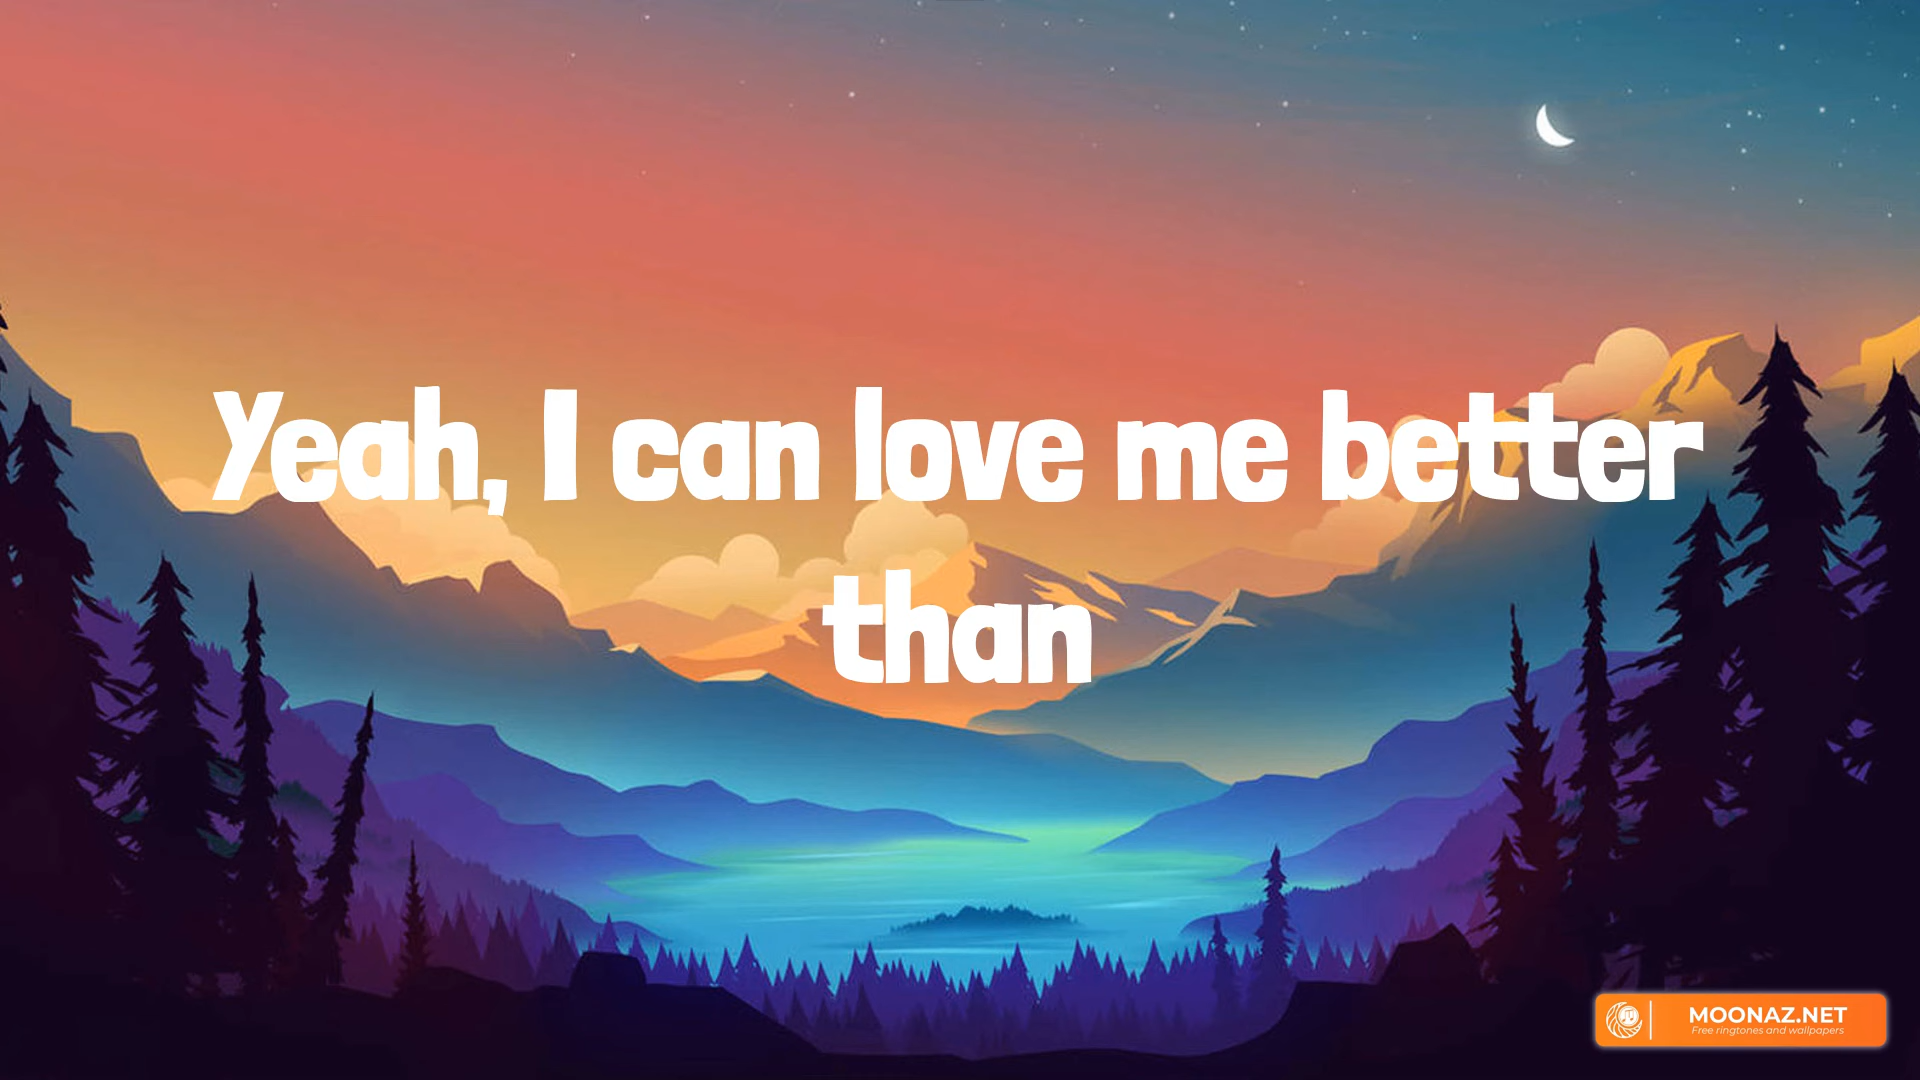 Yeah, I can love me better
than
MOONAZ.NET
Free ringtones and wallpapers